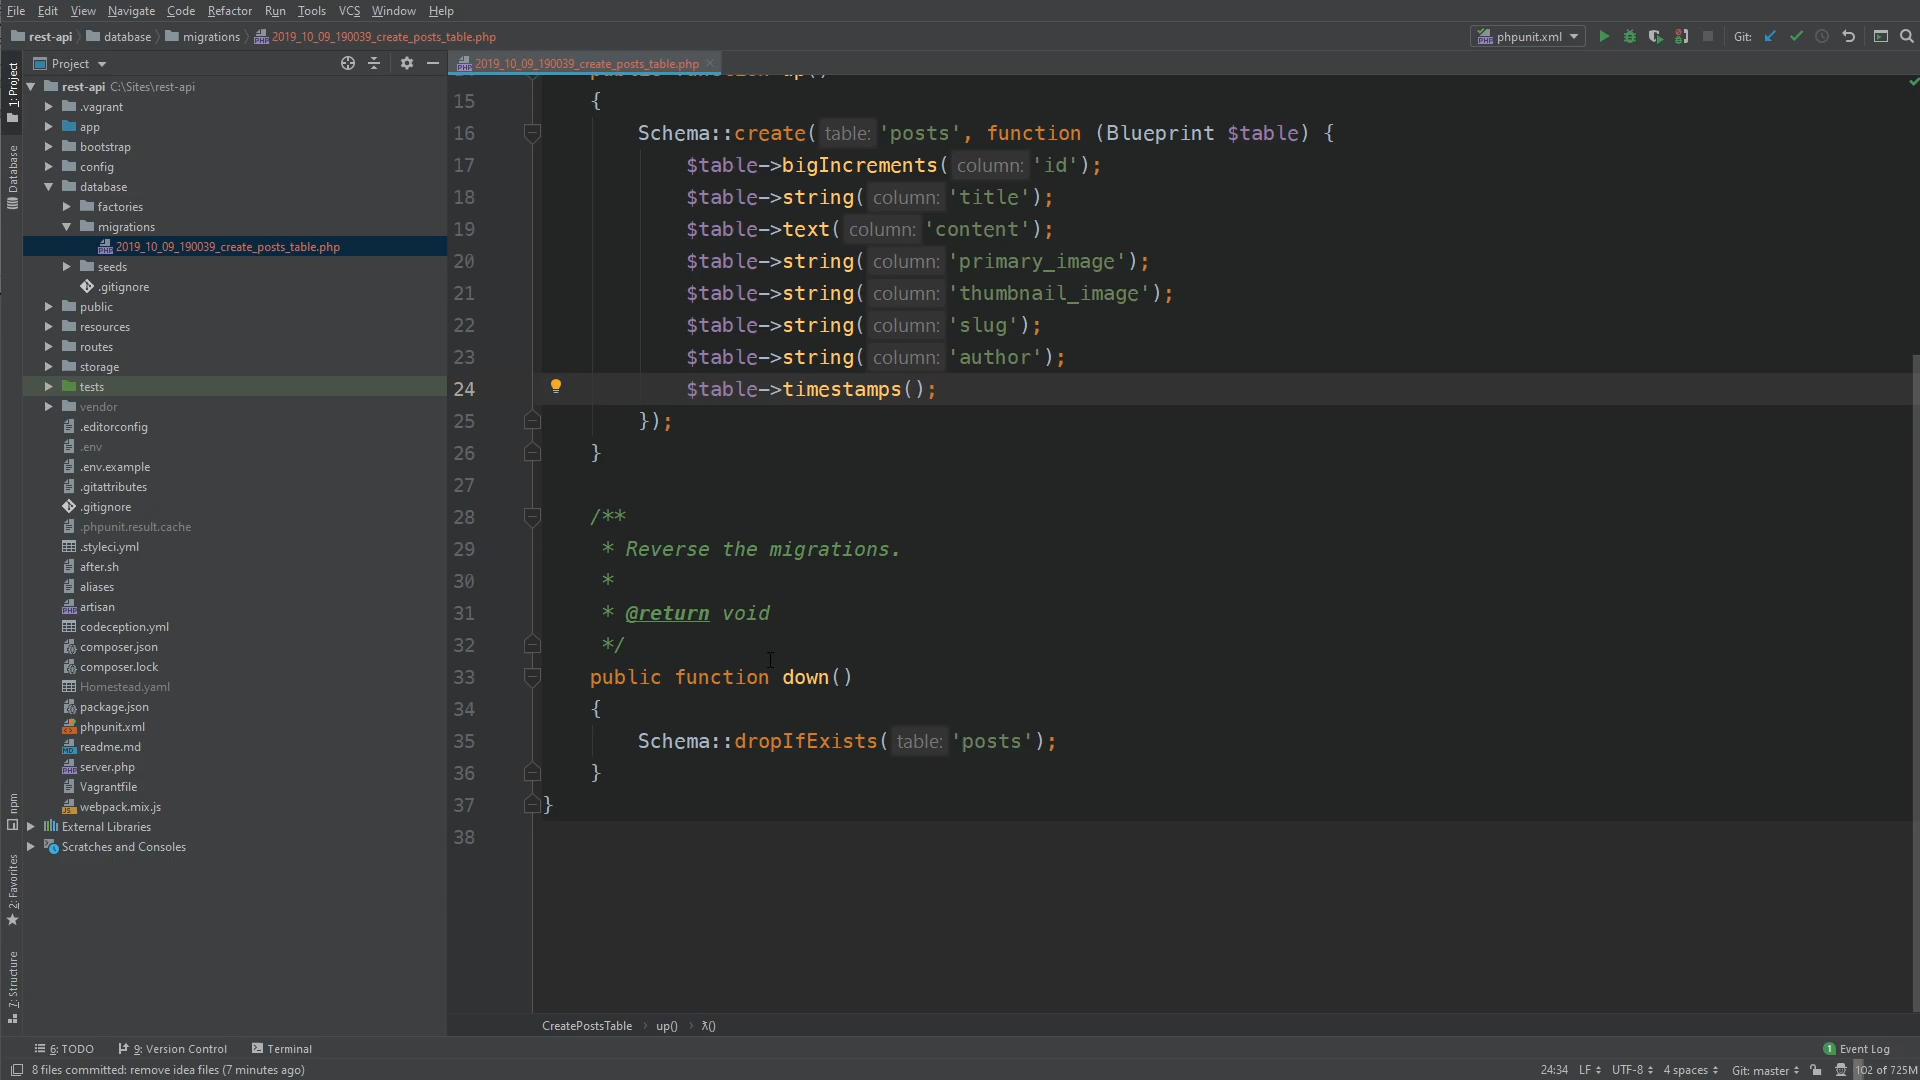 File Edit View Navigate Code Refactor Run Tools VCS Window Help
rest-api database migrations 2019_10_09_190039_create_posts_table.php phpunit.xml Git:
Project 2019_10_09_190039_create_posts_table.php
1: Project
Database
npm
2: Favorites
7: Structure
rest-api C:\Sites\rest-api
.vagrant
app
bootstrap
config
database
factories
migrations
2019_10_09_190039_create_posts_table.php
seeds
.gitignore
public
resources
routes
storage
tests
vendor
.editorconfig
.env
.env.example
.gitattributes
.gitignore
.phpunit.result.cache
.styleci.yml
after.sh
aliases
artisan
codeception.yml
composer.json
composer.lock
Homestead.yaml
package.json
phpunit.xml
readme.md
server.php
Vagrantfile
webpack.mix.js
External Libraries
Scratches and Consoles
public function up()
15 {
16 Schema::create( table: 'posts', function (Blueprint $table) {
17 $table->bigIncrements( column: 'id');
18 $table->string( column: 'title');
19 $table->text( column: 'content');
20 $table->string( column: 'primary_image');
21 $table->string( column: 'thumbnail_image');
22 $table->string( column: 'slug');
23 $table->string( column: 'author');
24 $table->timestamps();
25 });
26 }
27
28 /**
29 * Reverse the migrations.
30 *
31 * @return void
32 */
33 public function down()
34 {
35 Schema::dropIfExists( table: 'posts');
36 }
37 }
38
CreatePostsTable › up() › λ()
6: TODO 9: Version Control Terminal 1 Event Log
8 files committed: remove idea files (7 minutes ago) 24:34 LF UTF-8 4 spaces Git: master 102 of 725M